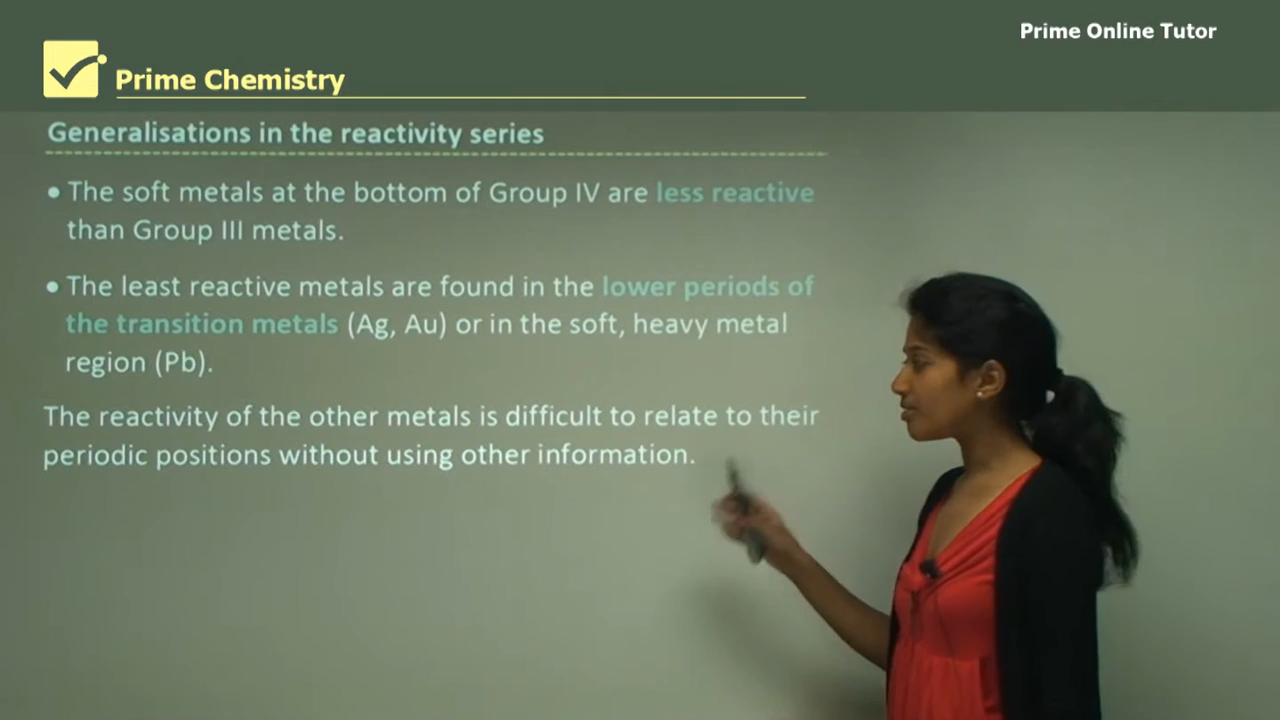 Prime Online Tutor
Prime Chemistry
Generalisations in the reactivity series
• The soft metals at the bottom of Group IV are less reactive
than Group III metals.
• The least reactive metals are found in the lower periods of
the transition metals (Ag, Au) or in the soft, heavy metal
region (Pb).
The reactivity of the other metals is difficult to relate to their
periodic positions without using other information.